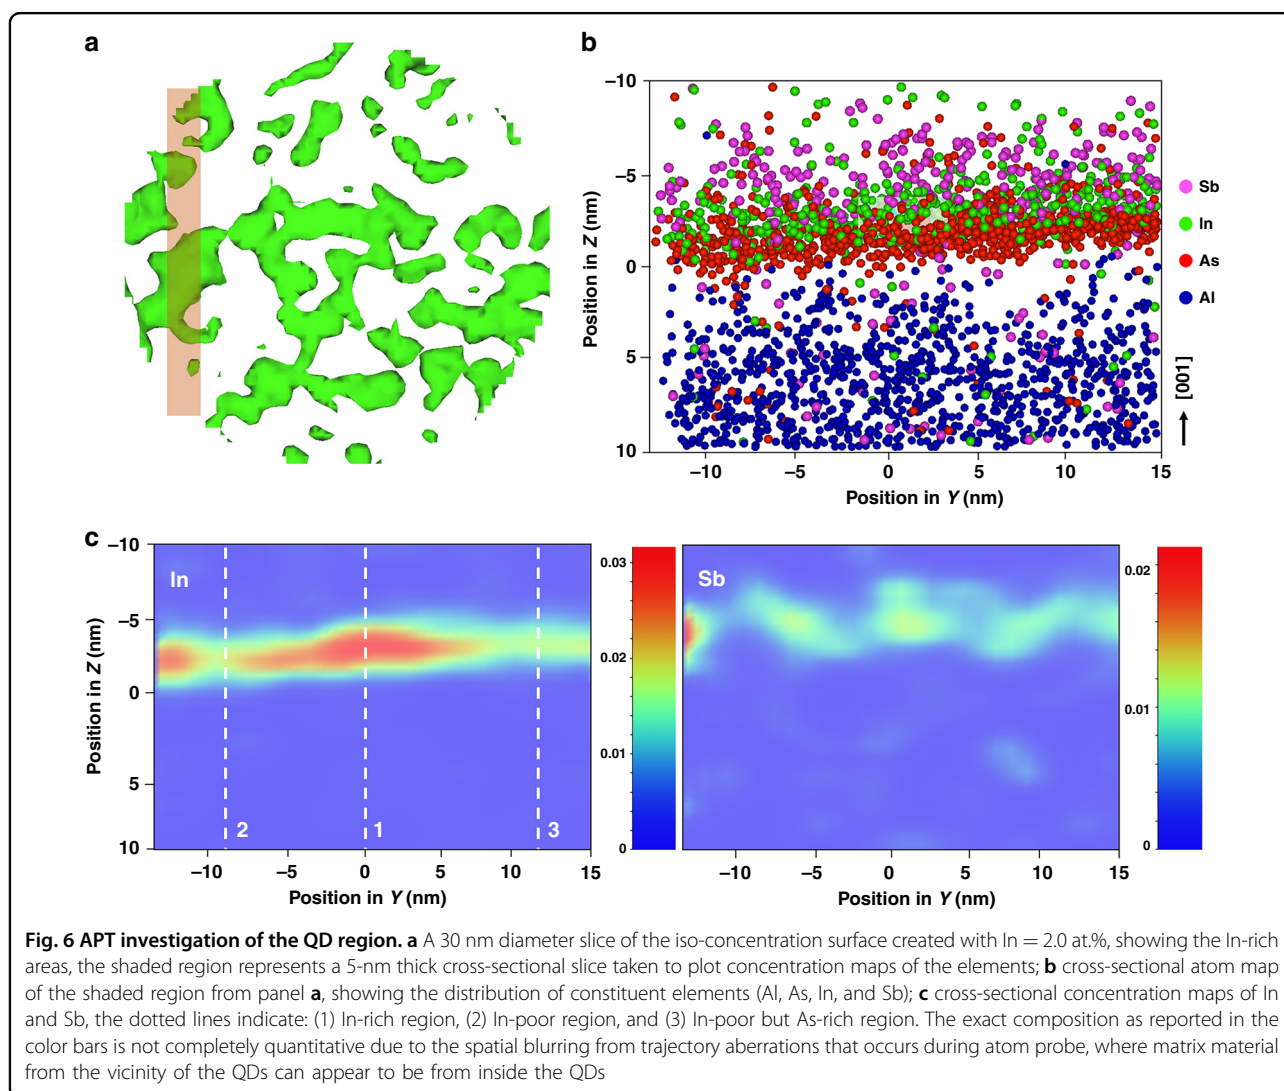 a
b
–10
–5
0
5
10
Position in Z (nm)
–10
–5
0
5
10
15
Position in Y (nm)
Sb
In
As
Al
[001]
c
–10
–5
0
5
10
Position in Z (nm)
In
2
1
3
–10
–5
0
5
10
15
Position in Y (nm)
0.03
0.02
0.01
0
Sb
–10
–5
0
5
10
15
Position in Y (nm)
0.02
0.01
0
Fig. 6 APT investigation of the QD region. a A 30 nm diameter slice of the iso-concentration surface created with In = 2.0 at.%, showing the In-rich
areas, the shaded region represents a 5-nm thick cross-sectional slice taken to plot concentration maps of the elements; b cross-sectional atom map
of the shaded region from panel a, showing the distribution of constituent elements (Al, As, In, and Sb); c cross-sectional concentration maps of In
and Sb, the dotted lines indicate: (1) In-rich region, (2) In-poor region, and (3) In-poor but As-rich region. The exact composition as reported in the
color bars is not completely quantitative due to the spatial blurring from trajectory aberrations that occurs during atom probe, where matrix material
from the vicinity of the QDs can appear to be from inside the QDs